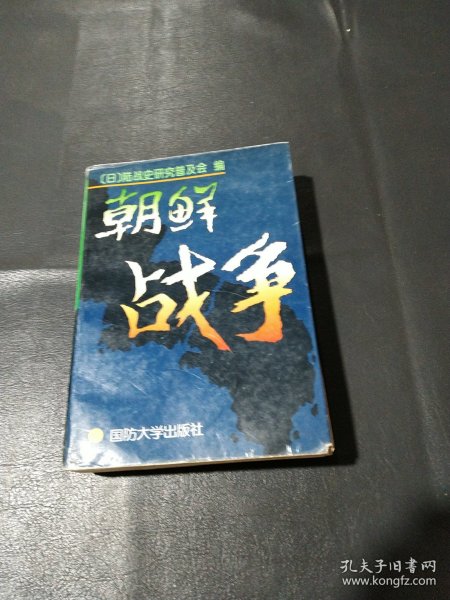 〔日〕陆战史研究普及会 编
朝鲜
战争
国防大学出版社
孔夫子旧书网
www.kongfz.com